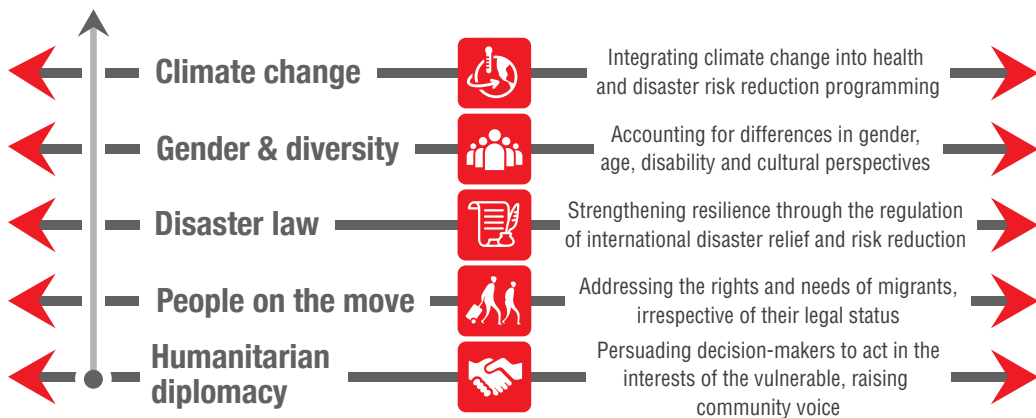 Climate change
Integrating climate change into health
and disaster risk reduction programming
Gender & diversity
Accounting for differences in gender,
age, disability and cultural perspectives
Disaster law
Strengthening resilience through the regulation
of international disaster relief and risk reduction
People on the move
Addressing the rights and needs of migrants,
irrespective of their legal status
Humanitarian
diplomacy
Persuading decision-makers to act in the
interests of the vulnerable, raising
community voice